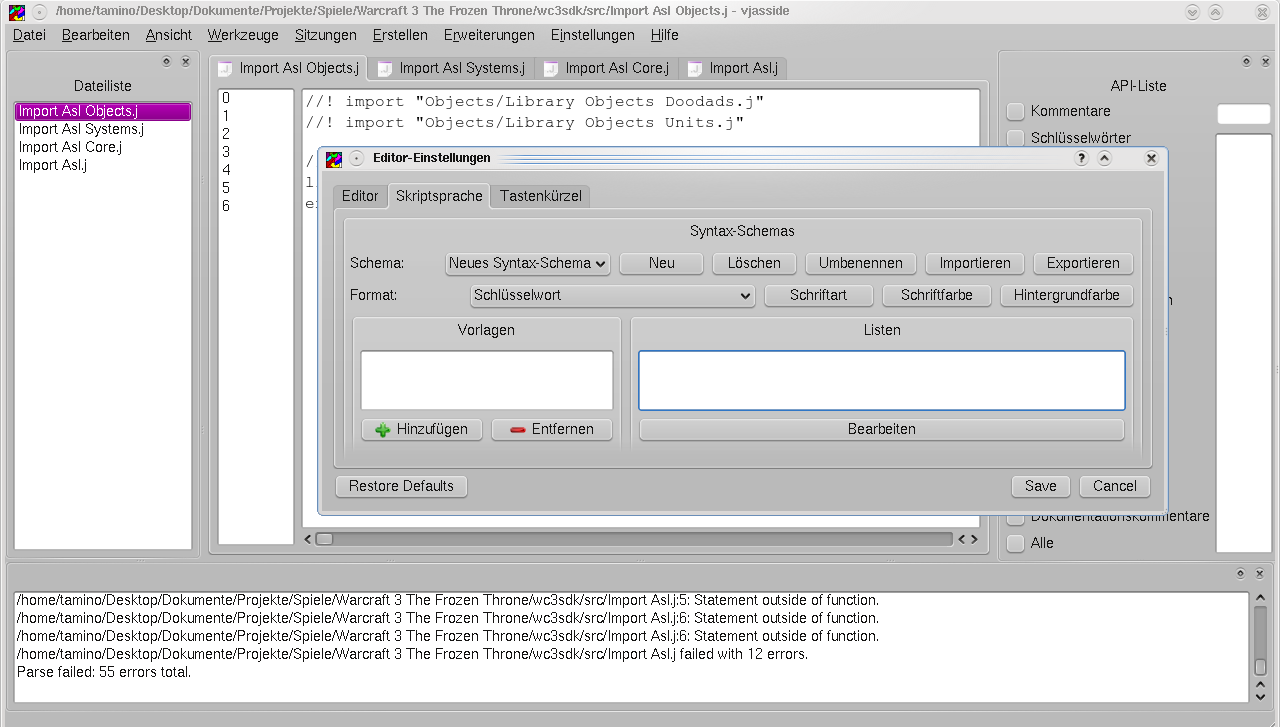 /home/tamino/Desktop/Dokumente/Projekte/Spiele/Warcraft 3 The Frozen Throne/wc3sdk/src/Import Asl Objects.j - vjasside
Datei Bearbeiten Ansicht Werkzeuge Sitzungen Erstellen Erweiterungen Einstellungen Hilfe
Dateiliste
Import Asl Objects.j
Import Asl Systems.j
Import Asl Core.j
Import Asl.j
Import Asl Objects.j Import Asl Systems.j Import Asl Core.j Import Asl.j
0
1
2
3
4
5
6
//! import "Objects/Library Objects Doodads.j"
//! import "Objects/Library Objects Units.j"
/
l
e
API-Liste
Kommentare
Schlüsselwörter
n
Dokumentationskommentare
Alle
Editor-Einstellungen
Editor Skriptsprache Tastenkürzel
Syntax-Schemas
Schema: Neues Syntax-Schema Neu Löschen Umbenennen Importieren Exportieren
Format: Schlüsselwort Schriftart Schriftfarbe Hintergrundfarbe
Vorlagen Listen
Hinzufügen Entfernen Bearbeiten
Restore Defaults Save Cancel
/home/tamino/Desktop/Dokumente/Projekte/Spiele/Warcraft 3 The Frozen Throne/wc3sdk/src/Import Asl.j:5: Statement outside of function.
/home/tamino/Desktop/Dokumente/Projekte/Spiele/Warcraft 3 The Frozen Throne/wc3sdk/src/Import Asl.j:6: Statement outside of function.
/home/tamino/Desktop/Dokumente/Projekte/Spiele/Warcraft 3 The Frozen Throne/wc3sdk/src/Import Asl.j:6: Statement outside of function.
/home/tamino/Desktop/Dokumente/Projekte/Spiele/Warcraft 3 The Frozen Throne/wc3sdk/src/Import Asl.j failed with 12 errors.
Parse failed: 55 errors total.